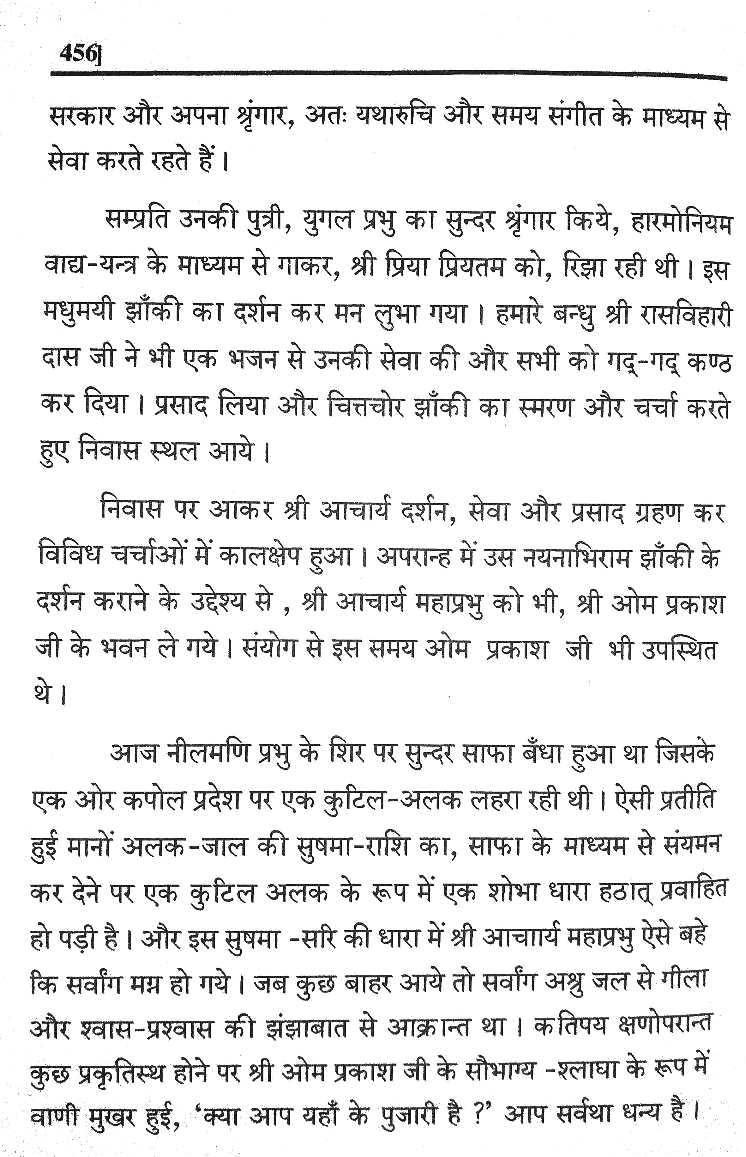 456]
सरकार और अपना श्रृंगार, अतः यथारुचि और समय संगीत के माध्यम से
सेवा करते रहते हैं ।
सम्प्रति उनकी पुत्री, युगल प्रभु का सुन्दर श्रृंगार किये, हारमोनियम
वाद्य-यन्त्र के माध्यम से गाकर, श्री प्रिया प्रियतम को, रिझा रही थी । इस
मधुमयी झाँकी का दर्शन कर मन लुभा गया । हमारे बन्धु श्री रासविहारी
दास जी ने भी एक भजन से उनकी सेवा की और सभी को गद्-गद् कण्ठ
कर दिया । प्रसाद लिया और चित्तचोर झाँकी का स्मरण और चर्चा करते
हुए निवास स्थल आये ।
निवास पर आकर श्री आचार्य दर्शन, सेवा और प्रसाद ग्रहण कर
विविध चर्चाओं में कालक्षेप हुआ । अपरान्ह में उस नयनाभिराम झाँकी के
दर्शन कराने के उद्देश्य से , श्री आचार्य महाप्रभु को भी, श्री ओम प्रकाश
जी के भवन ले गये । संयोग से इस समय ओम प्रकाश जी भी उपस्थित
थे ।
आज नीलमणि प्रभु के शिर पर सुन्दर साफा बँधा हुआ था जिसके
एक ओर कपोल प्रदेश पर एक कुटिल-अलक लहरा रही थी । ऐसी प्रतीति
हुई मानों अलक-जाल की सुषमा-राशि का, साफा के माध्यम से संयमन
कर देने पर एक कुटिल अलक के रूप में एक शोभा धारा हठात् प्रवाहित
हो पड़ी है । और इस सुषमा -सरि की धारा में श्री आचाार्य महाप्रभु ऐसे बहे
कि सर्वांग मग्न हो गये । जब कुछ बाहर आये तो सर्वांग अश्रु जल से गीला
और श्वास-प्रश्वास की झंझाबात से आक्रान्त था । कतिपय क्षणोपरान्त
कुछ प्रकृतिस्थ होने पर श्री ओम प्रकाश जी के सौभाग्य -श्लाघा के रूप में
वाणी मुखर हुई, ‘क्या आप यहाँ के पुजारी है ?’ आप सर्वथा धन्य है ।